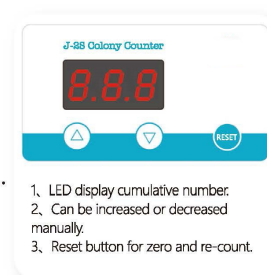 J-2S Colony Counter
8.8.8
RESET
1、LED display cumulative number.
2、Can be increased or decreased
manually.
3、Reset button for zero and re-count.